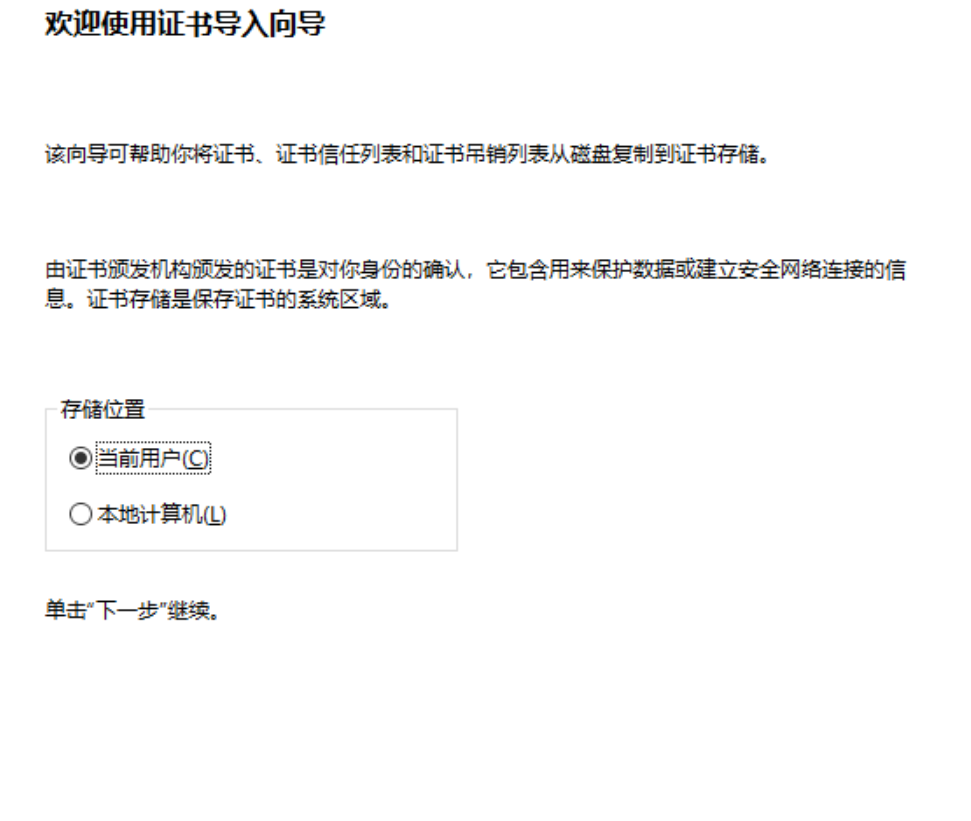 欢迎使用证书导入向导
该向导可帮助你将证书、证书信任列表和证书吊销列表从磁盘复制到证书存储。
由证书颁发机构颁发的证书是对你身份的确认，它包含用来保护数据或建立安全网络连接的信
息。证书存储是保存证书的系统区域。
存储位置
当前用户(C)
本地计算机(L)
单击“下一步”继续。